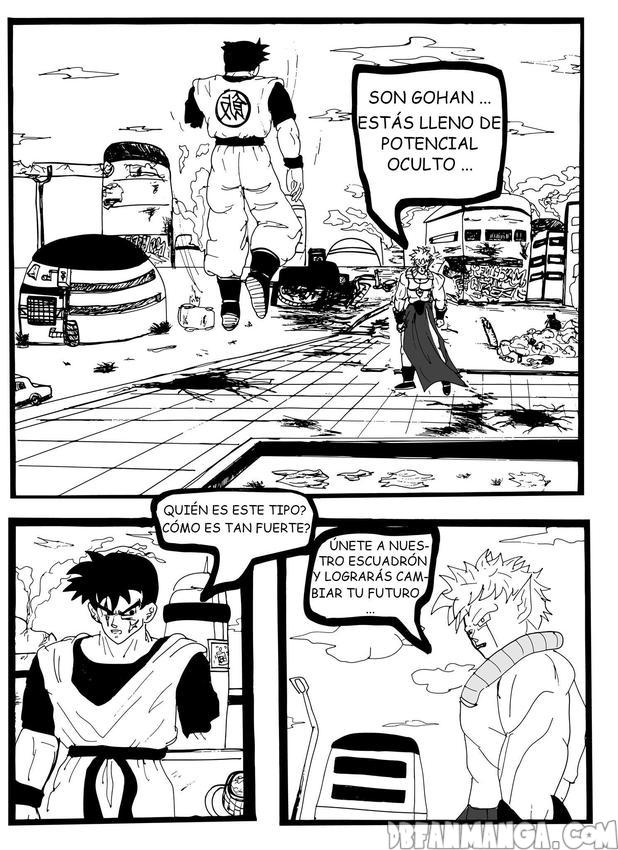 飯
SON GOHAN ...
ESTÁS LLENO DE
POTENCIAL
OCULTO ...
QUIÉN ES ESTE TIPO?
CÓMO ES TAN FUERTE?
ÚNETE A NUES-
TRO ESCUADRÓN
Y LOGRARÁS CAM-
BIAR TU FUTURO
...
DBFANMANGA.COM